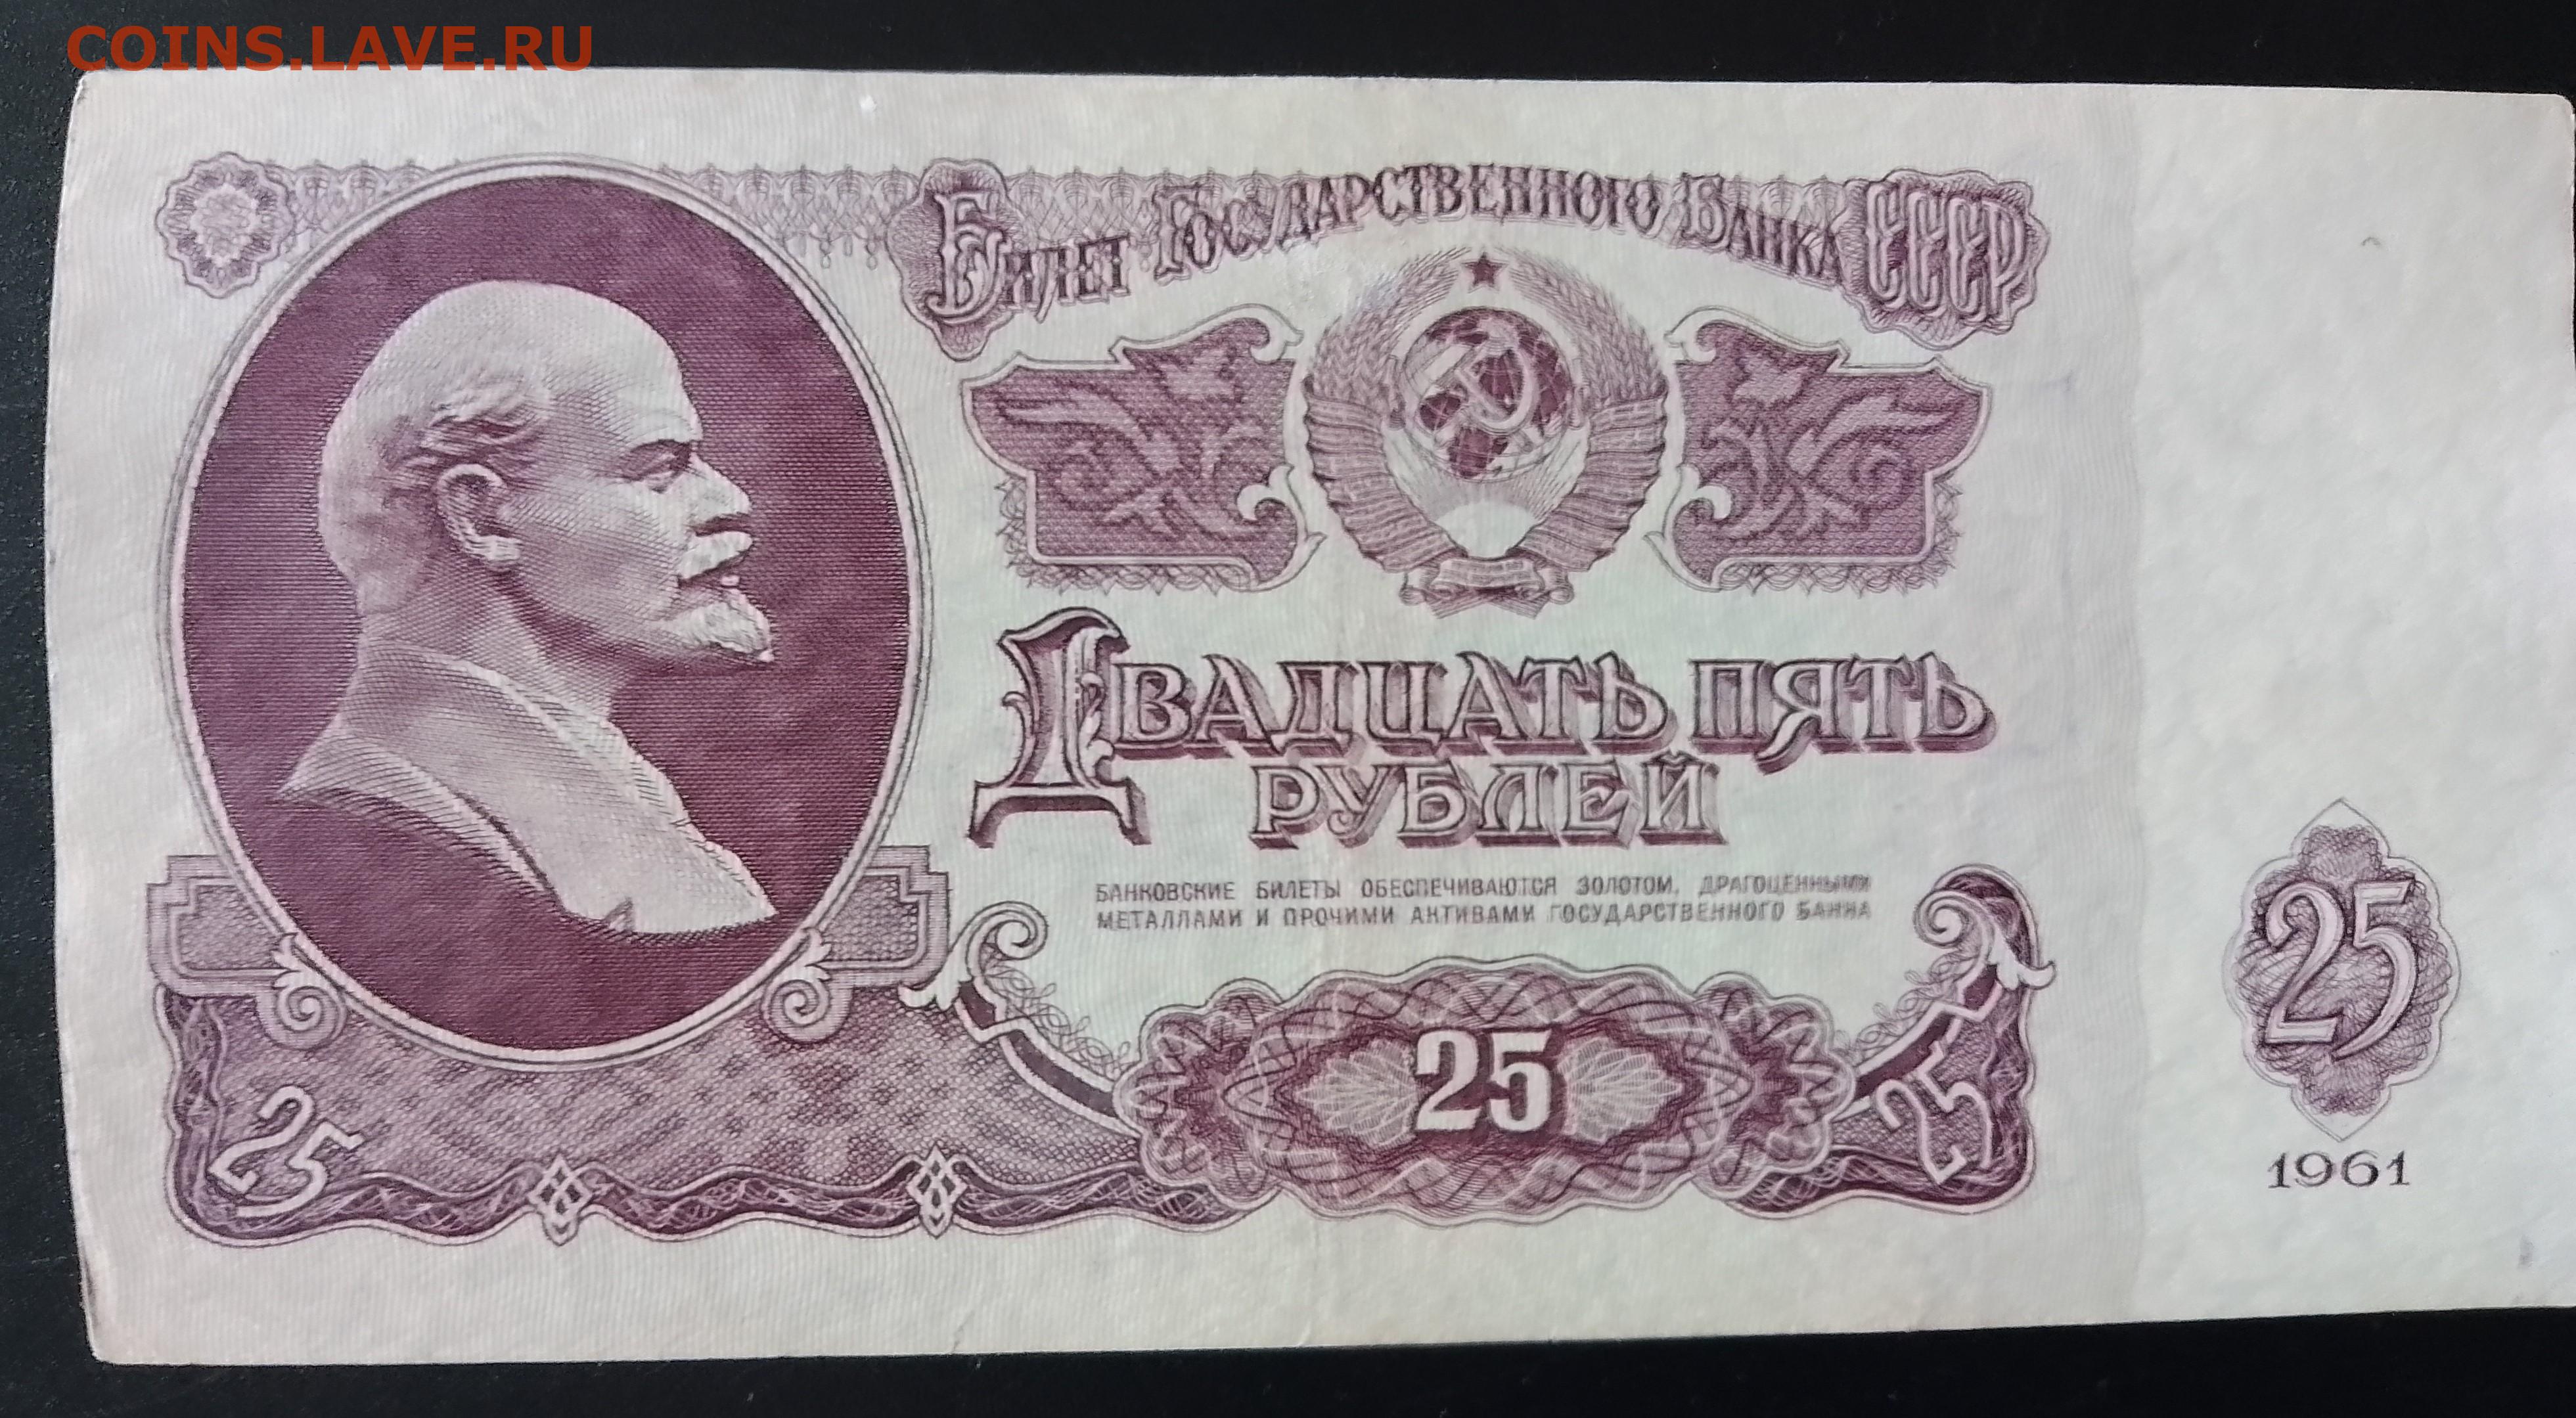 COINS.LAVE.RU
Билет Государственного Банка СССР
Двадцать пять
рублей
БАНКОВСКИЕ БИЛЕТЫ ОБЕСПЕЧИВАЮТСЯ ЗОЛОТОМ, ДРАГОЦЕННЫМИ
МЕТАЛЛАМИ И ПРОЧИМИ АКТИВАМИ ГОСУДАРСТВЕННОГО БАНКА
25
25
25
25
1961